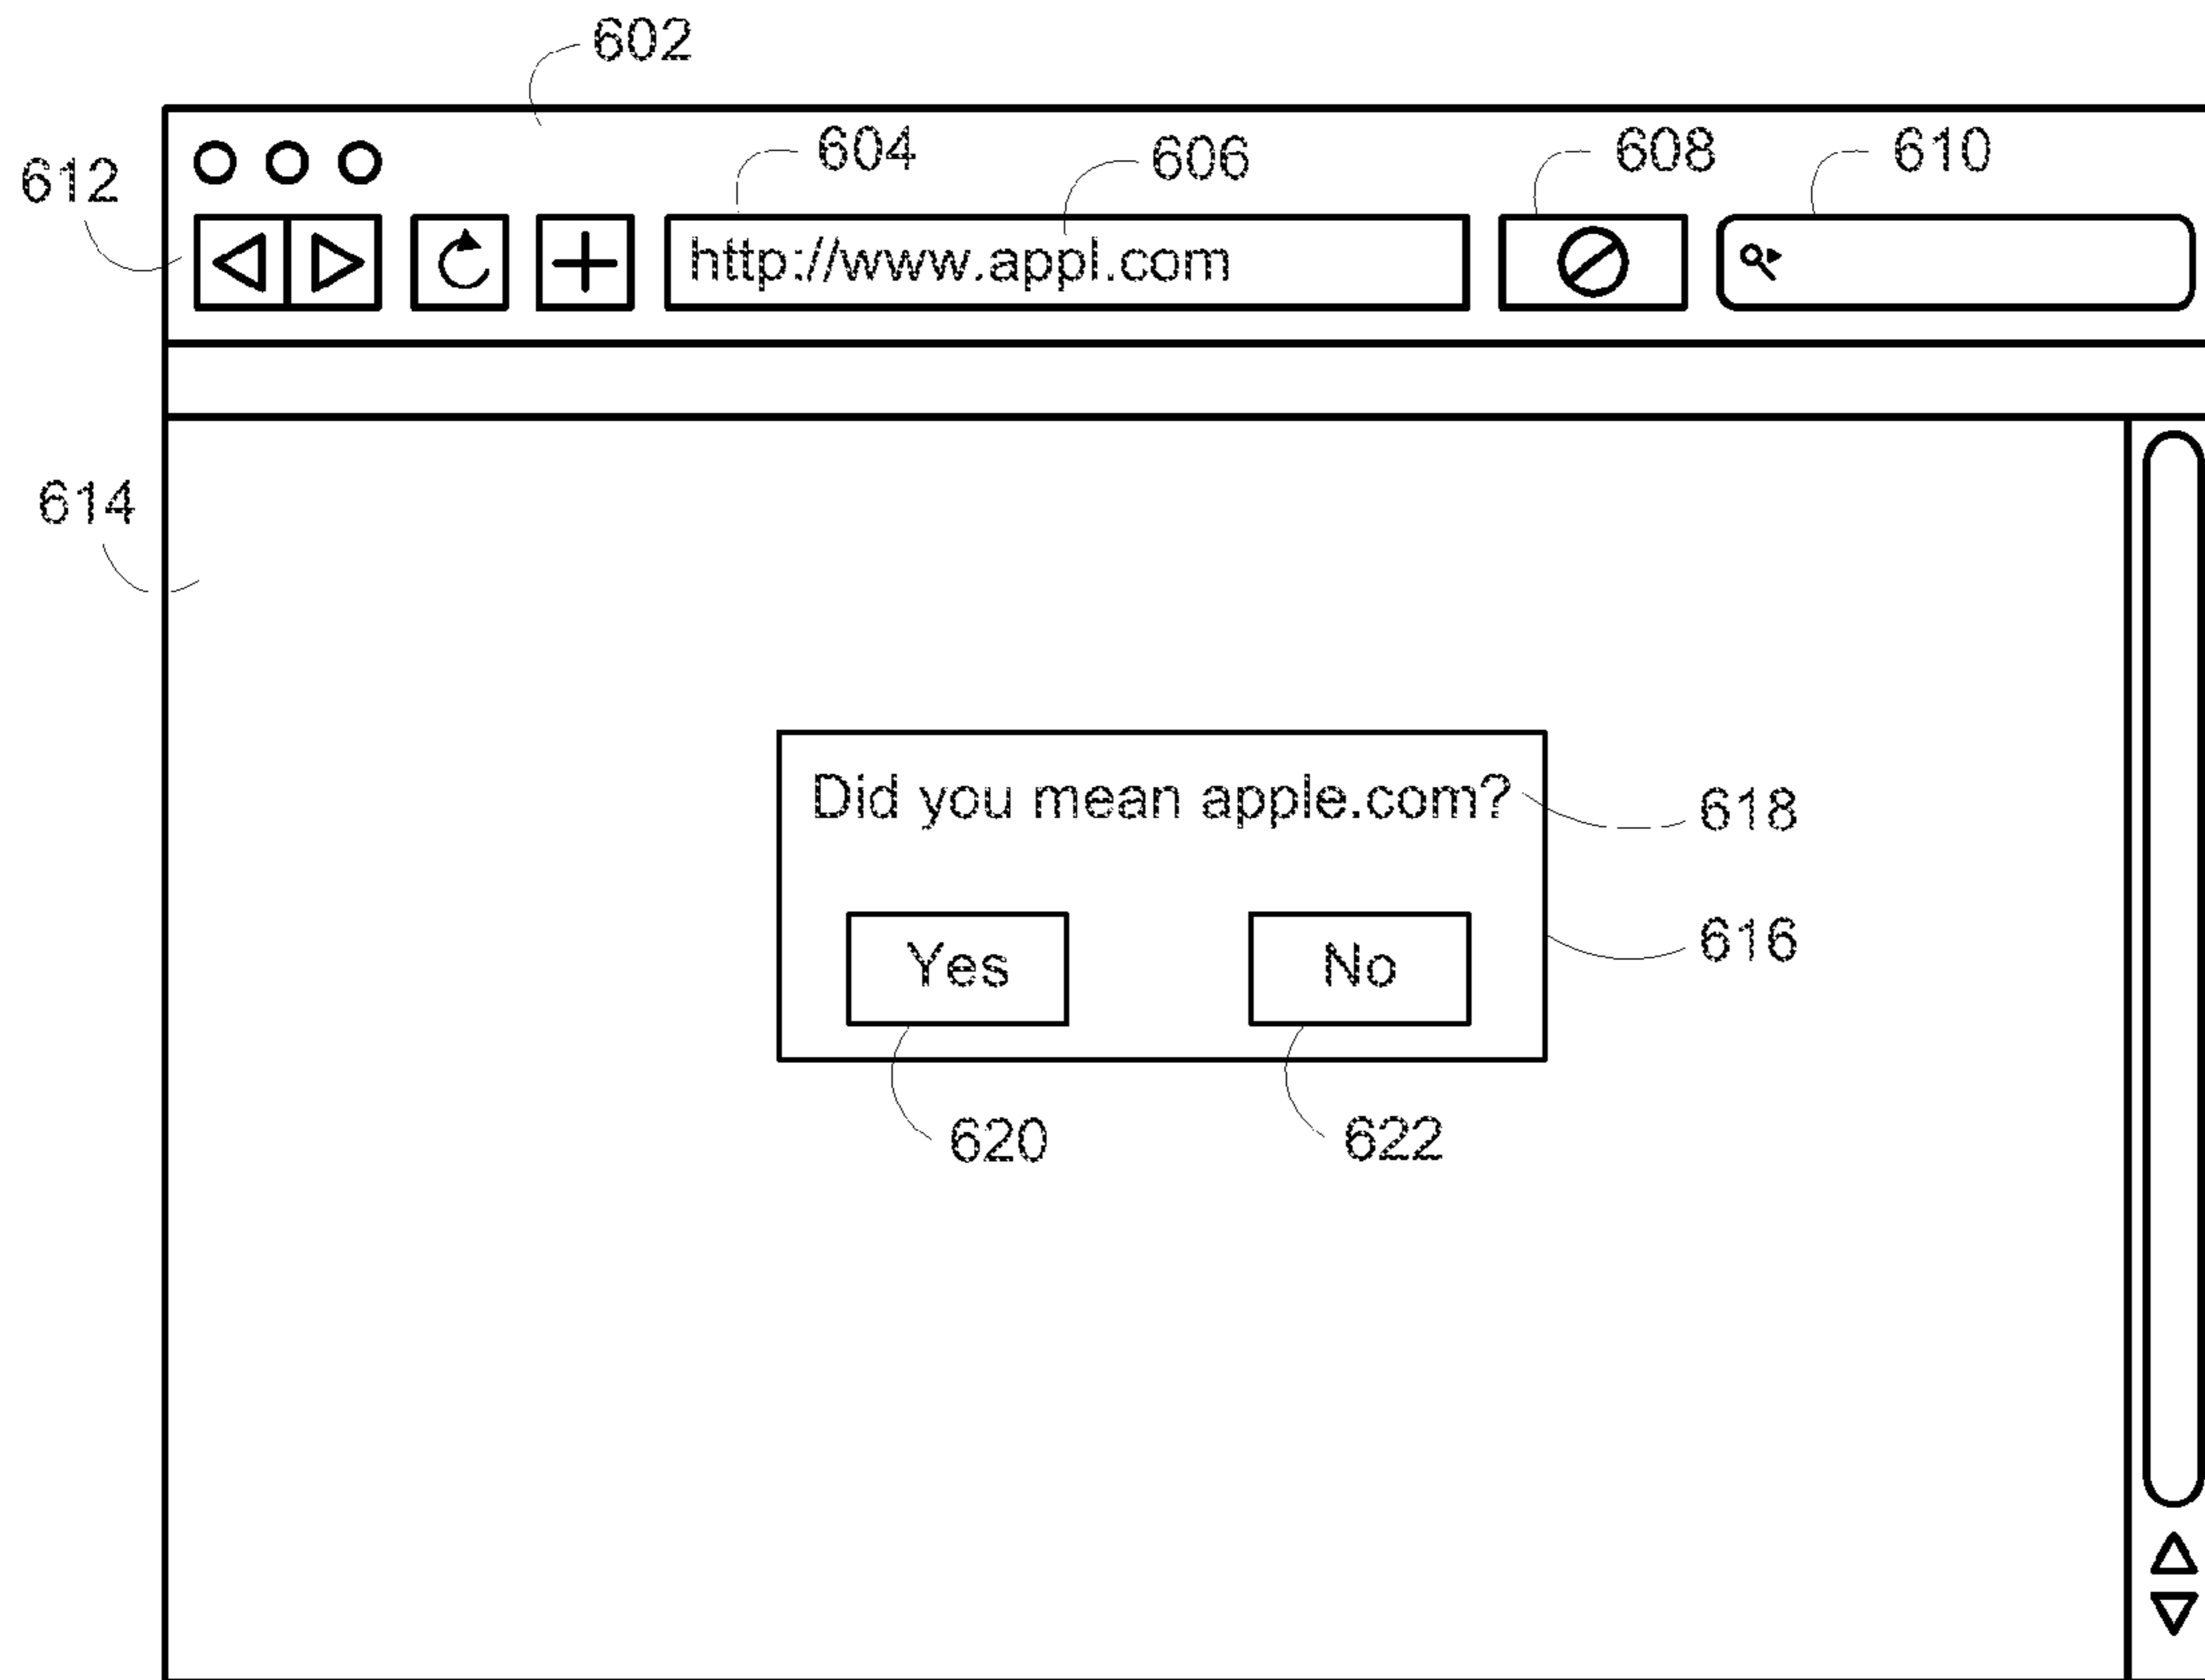 602
604
606
608
610
612
http://www.appl.com
614
Did you mean apple.com?
618
Yes
No
616
620
622